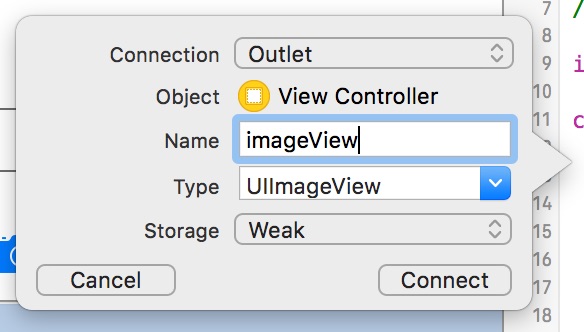 Connection Outlet
Object View Controller
Name imageView
Type UIImageView
Storage Weak
Cancel Connect
7 /
8
9 i
10
11 c
14
15
16
17
18